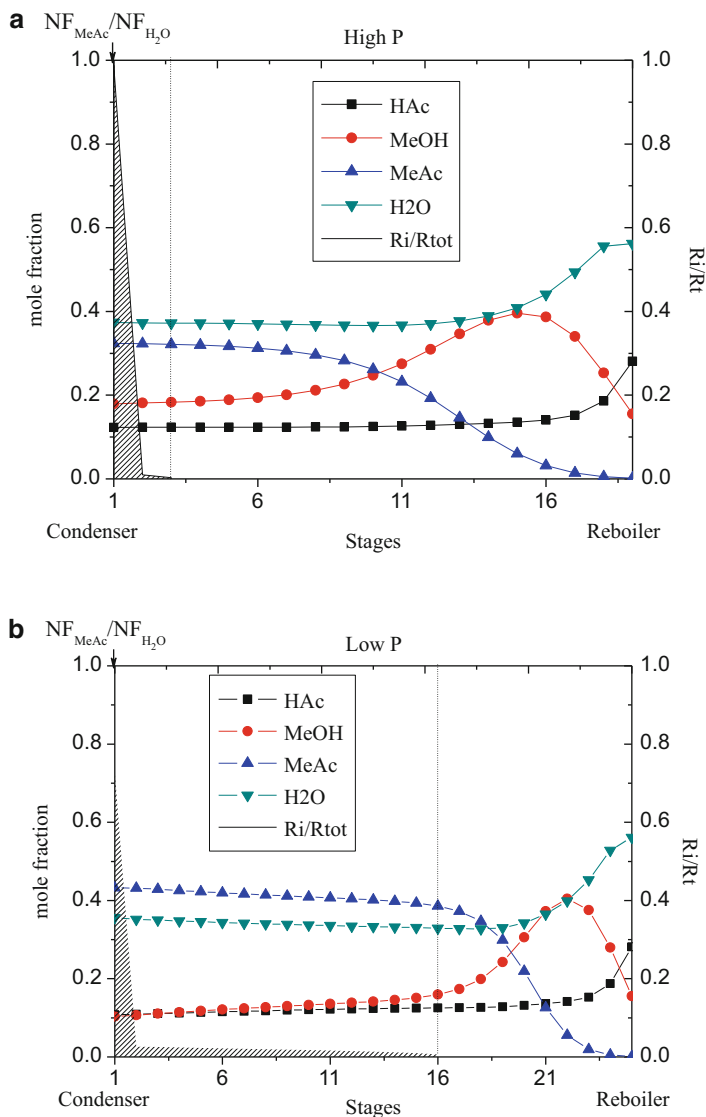 a
NF_MeAc/NF_H₂O
High P
1.0
0.8
0.6
0.4
0.2
0.0
mole fraction
HAc
MeOH
MeAc
H2O
Ri/Rtot
1.0
0.8
0.6
0.4
0.2
0.0
Ri/Rt
1 6 11 16
Condenser Stages Reboiler
b
NF_MeAc/NF_H₂O
Low P
1.0
0.8
0.6
0.4
0.2
0.0
mole fraction
HAc
MeOH
MeAc
H2O
Ri/Rtot
1.0
0.8
0.6
0.4
0.2
0.0
Ri/Rt
1 6 11 16 21
Condenser Stages Reboiler